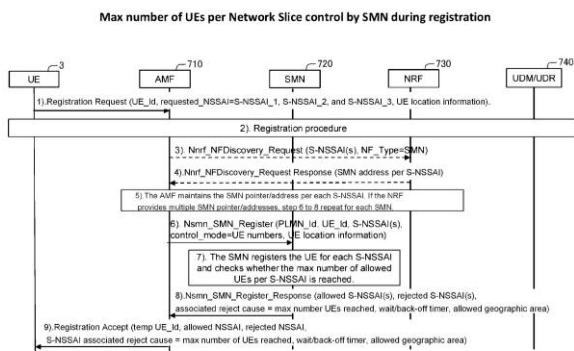 Max number of UEs per Network Slice control by SMN during registration
3
710
720
730
740
UE
AMF
SMN
NRF
UDM/UDR
1).Registration Request (UE_Id, requested_NSSAI=S-NSSAI_1, S-NSSAI_2, and S-NSSAI_3, UE location information).
2). Registration procedure
3). Nnrf_NFDiscovery_Request (S-NSSAI(s), NF_Type=SMN)
4).Nnrf_NFDiscovery_Request Response (SMN address per S-NSSAI)
5).The AMF maintains the SMN pointer/address per each S-NSSAI. If the NRF
provides multiple SMN pointer/addresses, step 6 to 8 repeat for each SMN.
6). Nsmn_SMN_Register (PLMN_Id, UE_Id, S-NSSAI(s),
control_mode=UE numbers, UE location information)
7). The SMN registers the UE for each S-NSSAI
and checks whether the max number of allowed
UEs per S-NSSAI is reached.
8).Nsmn_SMN_Register_Response (allowed S-NSSAI(s), rejected S-NSSAI(s),
associated reject cause = max number UEs reached, wait/back-off timer, allowed geographic area)
9).Registration Accept (temp UE_Id, allowed NSSAI, rejected NSSAI,
S-NSSAI associated reject cause = max number of UEs reached, wait/back-off timer, allowed geographic area)